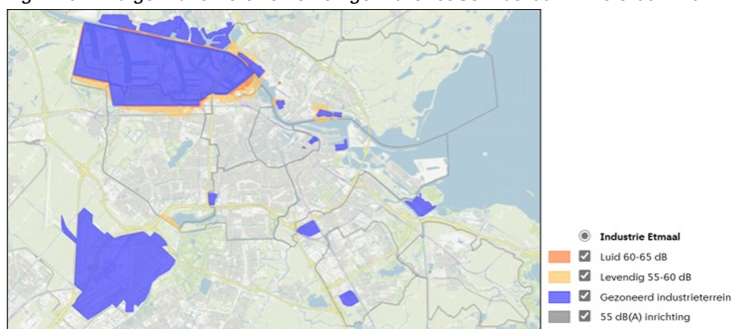 Industrie Etmaal
Luid 60-65 dB
Levendig 55-60 dB
Gezoneerd industrieterrein
55 dB(A) inrichting